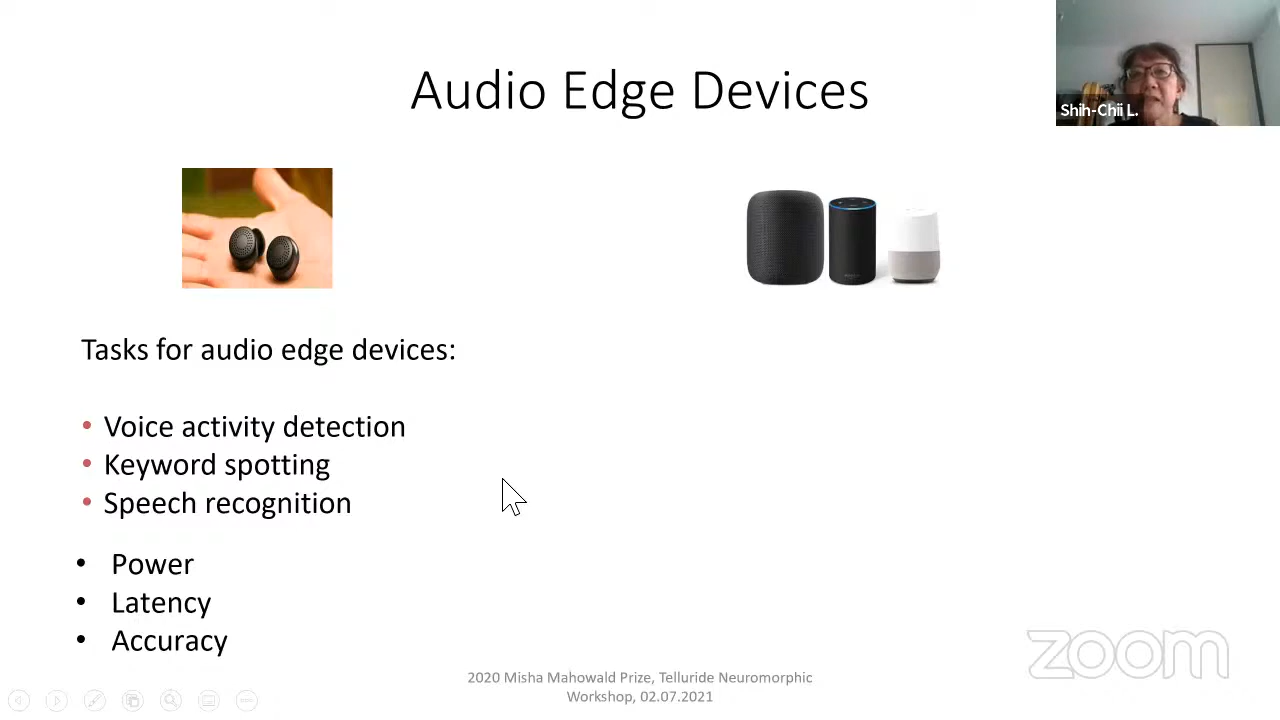 Audio Edge Devices
Shih-Chii L.
Tasks for audio edge devices:
• Voice activity detection
• Keyword spotting
• Speech recognition
• Power
• Latency
• Accuracy
2020 Misha Mahowald Prize, Telluride Neuromorphic
Workshop, 02.07.2021
zoom